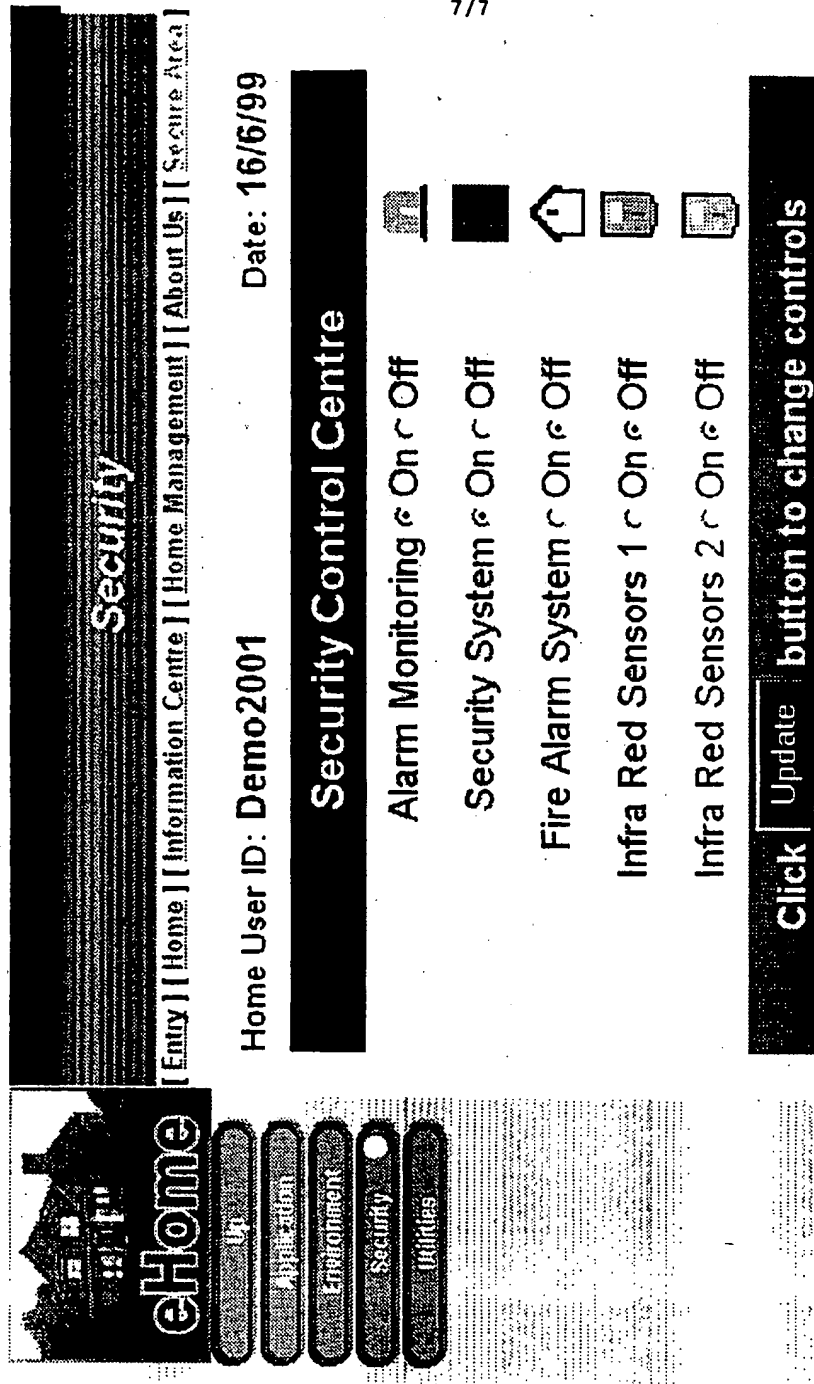 7/7
Security
[ Entry ] [ Home ] [ Information Centre ] [ Home Management ] [ About Us ] [ Secure Area ]
eHome
Up
Application
Environment
Security
Utilities
Home User ID: Demo2001 Date: 16/6/99
Security Control Centre
Alarm Monitoring On Off
Security System On Off
Fire Alarm System On Off
Infra Red Sensors 1 On Off
Infra Red Sensors 2 On Off
Click Update button to change controls